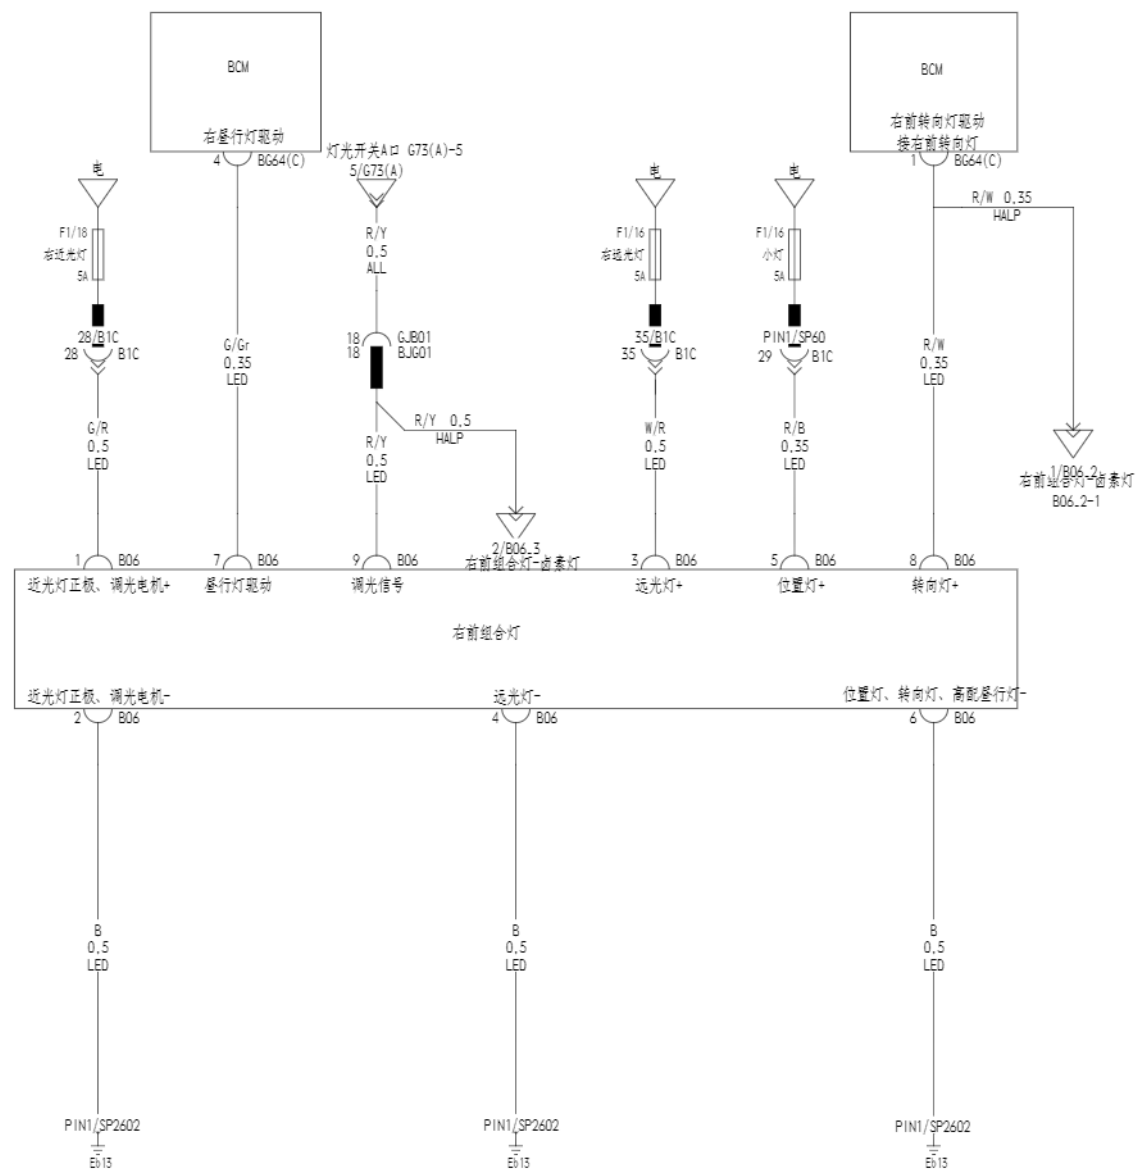 BCM
右昼行灯驱动
4 BG64(C)
灯光开关A口 G73(A)-5
5/G73(A)
BCM
右前转向灯驱动
接右前转向灯
1 BG64(C)
电
电
电
R/W 0.35
HALP
F1/18
右近光灯
5A
R/Y
0.5
ALL
F1/16
右远光灯
5A
F1/16
小灯
5A
28/B1C
28 B1C
G/Gr
0.35
LED
18 GJB01
18 BJG01
35/B1C
35 B1C
PIN1/SP60
29 B1C
R/W
0.35
LED
G/R
0.5
LED
R/Y 0.5
HALP
R/Y
0.5
LED
W/R
0.5
LED
R/B
0.35
LED
1/B06_2
右前组合灯-卤素灯
B06_2-1
2/B06_3
右前组合灯-卤素灯
1 B06
7 B06
9 B06
3 B06
5 B06
8 B06
近光灯正极、调光电机+
昼行灯驱动
调光信号
远光灯+
位置灯+
转向灯+
右前组合灯
近光灯正极、调光电机-
远光灯-
位置灯、转向灯、高配昼行灯-
2 B06
4 B06
6 B06
B
0.5
LED
B
0.5
LED
B
0.5
LED
PIN1/SP2602
PIN1/SP2602
PIN1/SP2602
Eb13
Eb13
Eb13